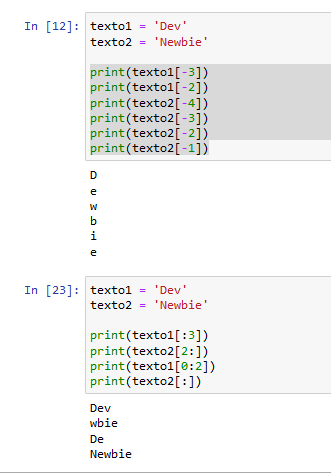 In [12]: texto1 = 'Dev'
texto2 = 'Newbie'
print(texto1[-3])
print(texto1[-2])
print(texto2[-4])
print(texto2[-3])
print(texto2[-2])
print(texto2[-1])
D
e
w
b
i
e
In [23]: texto1 = 'Dev'
texto2 = 'Newbie'
print(texto1[:3])
print(texto2[2:])
print(texto1[0:2])
print(texto2[:])
Dev
wbie
De
Newbie